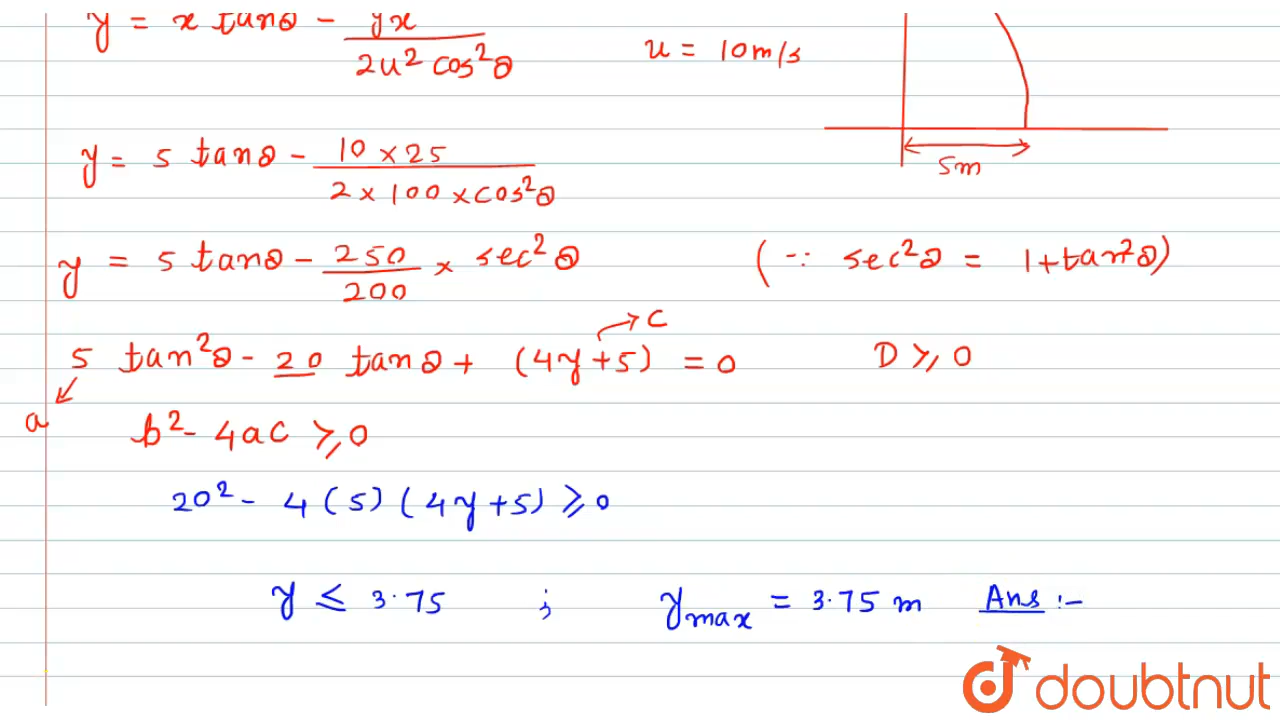 y = x tanθ - gx / 2u² cos²θ
u = 10m/s
5m
y = 5 tanθ - 10 × 25 / 2 × 100 × cos²θ
y = 5 tanθ - 250 / 200 × sec²θ (∵ sec²θ = 1 + tan²θ)
→ c
5 tan²θ - 20 tanθ + (4y + 5) = 0 D ≥ 0
a
b² - 4ac ≥ 0
20² - 4 (5) (4y + 5) ≥ 0
y ≤ 3.75 ; ymax = 3.75 m Ans :-
doubtnut